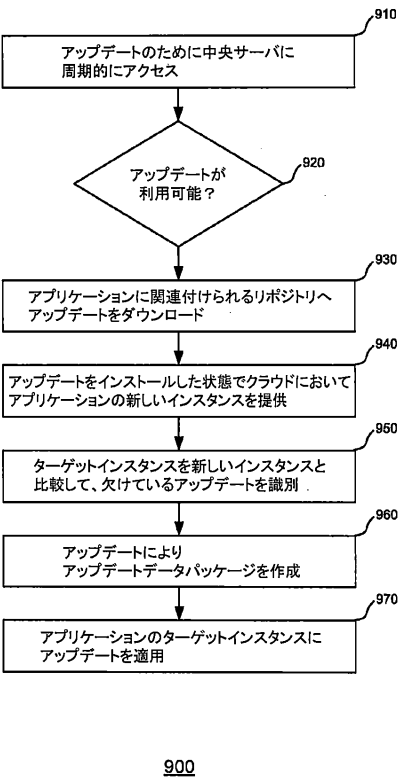 910
アップデートのために中央サーバに
周期的にアクセス
920
アップデートが
利用可能？
930
アプリケーションに関連付けられるリポジトリへ
アップデートをダウンロード
940
アップデートをインストールした状態でクラウドにおいて
アプリケーションの新しいインスタンスを提供
950
ターゲットインスタンスを新しいインスタンスと
比較して、欠けているアップデートを識別
960
アップデートにより
アップデートデータパッケージを作成
970
アプリケーションのターゲットインスタンスに
アップデートを適用
900